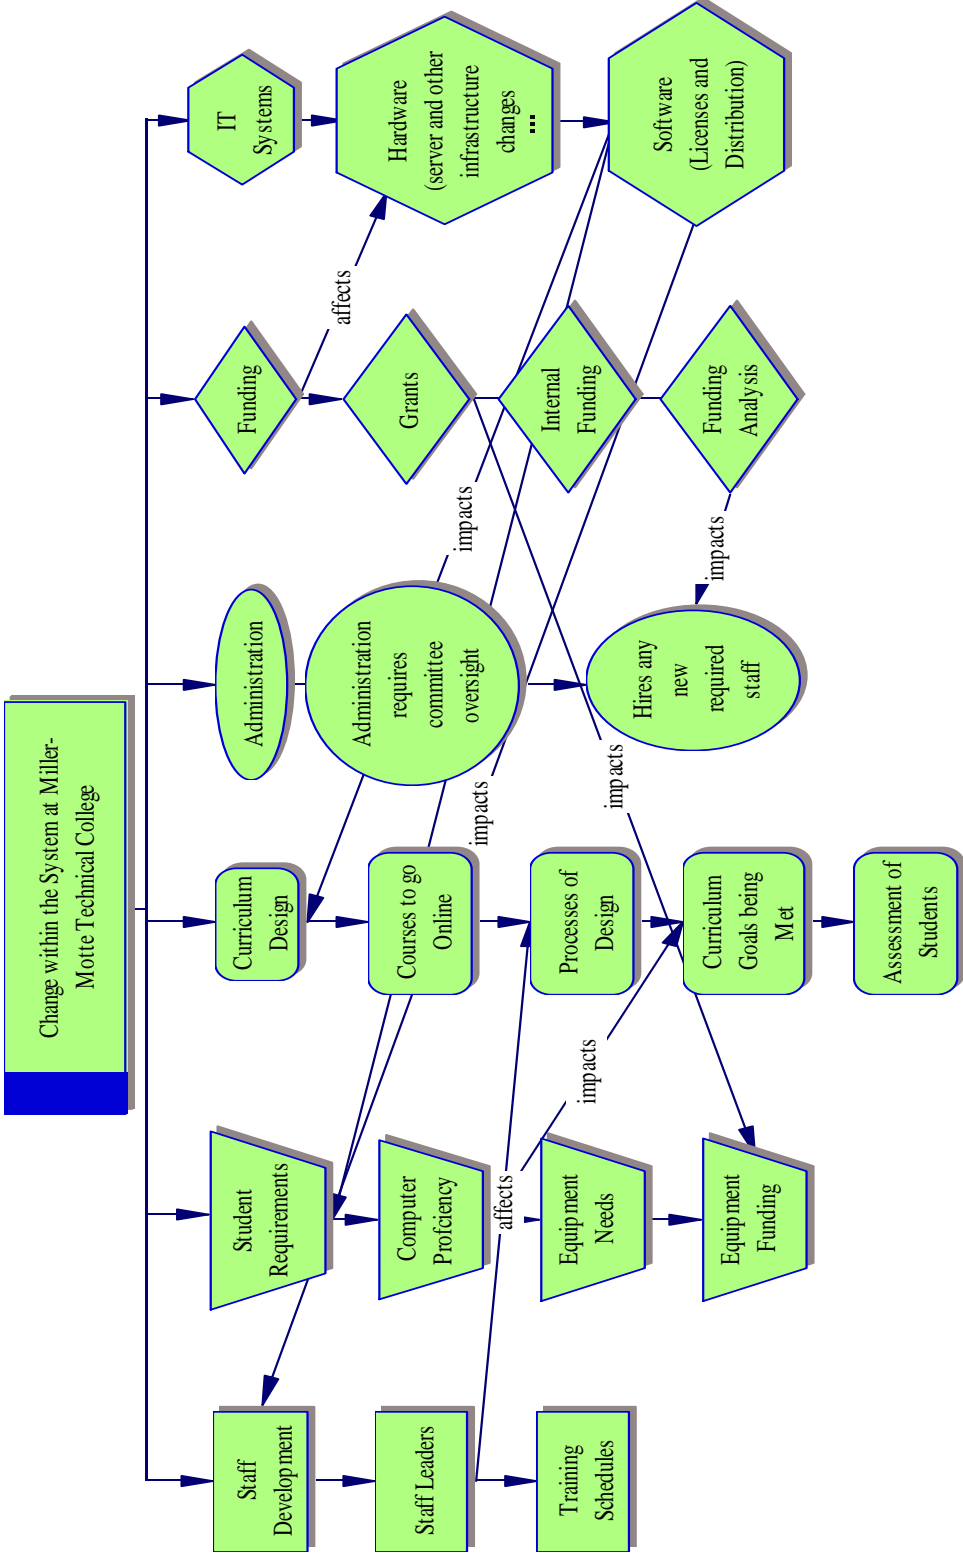 Change within the System at Miller-
Motte Technical College
Staff
Development
Staff Leaders
Training
Schedules
Student
Requirements
Computer
Profciency
Equipment
Needs
Equipment
Funding
Curriculum
Design
Courses to go
Online
Processes of
Design
Curriculum
Goals being
Met
Assessment of
Students
Administration
Administration
requires
committee
oversight
Hires any
new
required
staff
Funding
Grants
Internal
Funding
Funding
Analysis
IT
Systems
Hardware
(server and other
infrastructure
changes
...
Software
(Licenses and
Distribution)
affects
impacts
impacts
impacts
impacts
impacts
affects